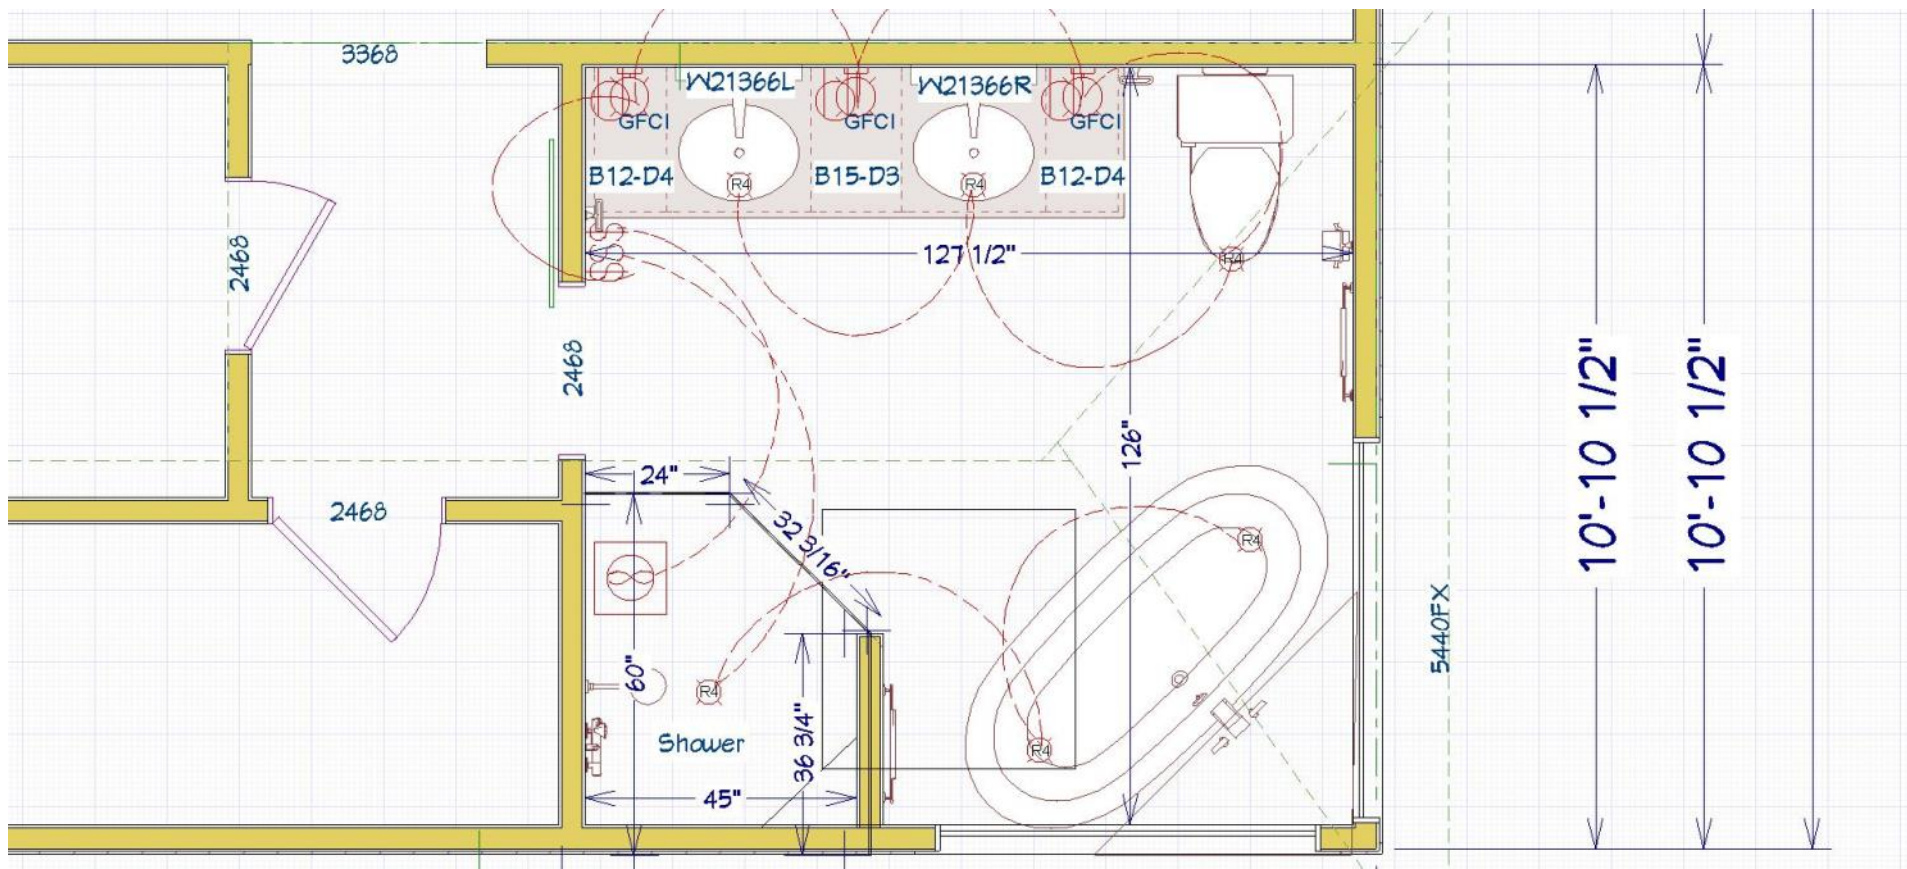 3368
W21366L
W21366R
GFCI
GFCI
GFCI
B12-D4
B15-D3
B12-D4
R4
R4
2468
127 1/2"
R4
2468
126"
10'-10 1/2"
10'-10 1/2"
24"
2468
32 3/16"
R4
5440FX
60"
R4
Shower
36 3/4"
R4
45"